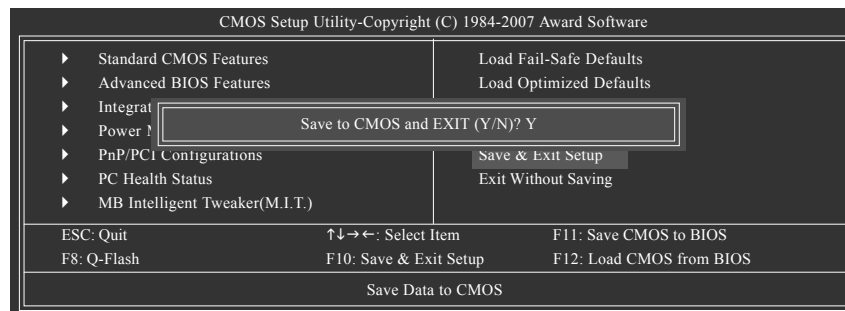 CMOS Setup Utility-Copyright (C) 1984-2007 Award Software
Standard CMOS Features
Advanced BIOS Features
Power
PnP/PCI Configurations
PC Health Status
MB Intelligent Tweaker(M.I.T.)
Load Fail-Safe Defaults
Load Optimized Defaults
Save & Exit Setup
Exit Without Saving
Save to CMOS and EXIT (Y/N)? Y
ESC: Quit ↑↓→←: Select Item F11: Save CMOS to BIOS
F8: Q-Flash F10: Save & Exit Setup F12: Load CMOS from BIOS
Save Data to CMOS